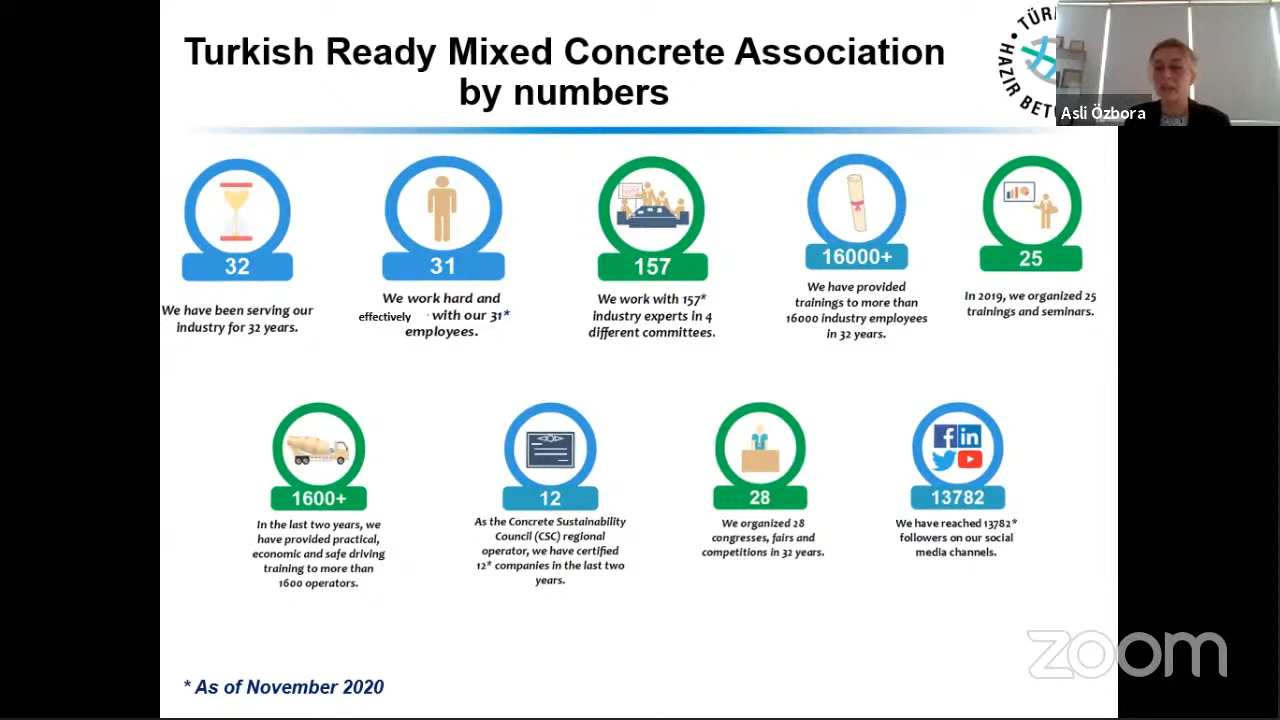 Turkish Ready Mixed Concrete Association
by numbers
Asli Özbora
32
We have been serving our
industry for 32 years.
31
We work hard and
effectively with our 31*
employees.
157
We work with 157*
industry experts in 4
different committees.
16000+
We have provided
trainings to more than
16000 industry employees
in 32 years.
25
In 2019, we organized 25
trainings and seminars.
1600+
In the last two years, we
have provided practical,
economic and safe driving
training to more than
1600 operators.
12
As the Concrete Sustainability
Council (CSC) regional
operator, we have certified
12* companies in the last two
years.
28
We organized 28
congresses, fairs and
competitions in 32 years.
13782
We have reached 13782*
followers on our social
media channels.
zoom
* As of November 2020